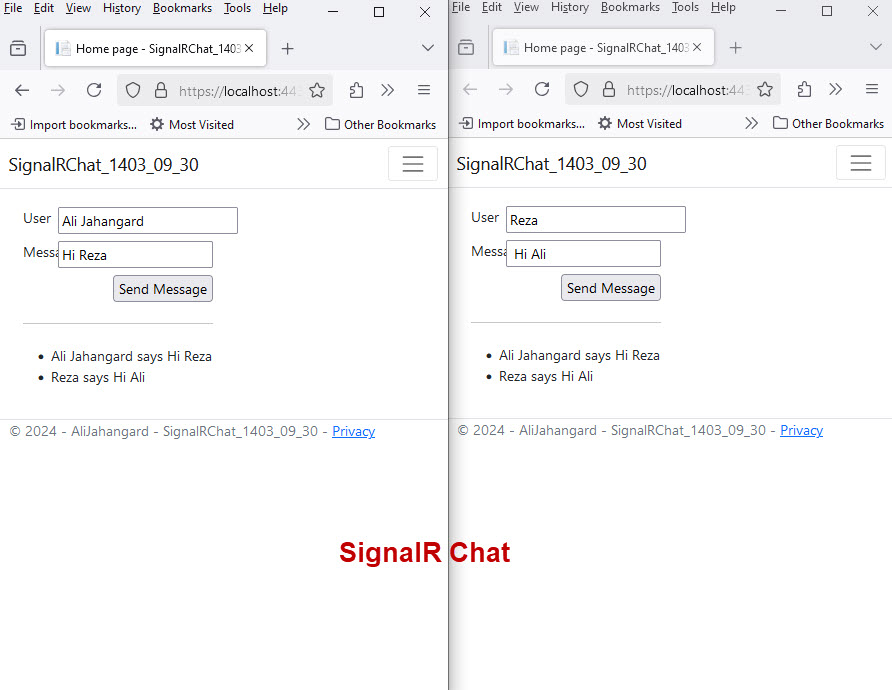 File Edit View History Bookmarks Tools Help
Home page - SignalRChat_1403
https://localhost:443
Import bookmarks... Most Visited Other Bookmarks
SignalRChat_1403_09_30
User Ali Jahangard
Messa Hi Reza
Send Message
• Ali Jahangard says Hi Reza
• Reza says Hi Ali
© 2024 - AliJahangard - SignalRChat_1403_09_30 - Privacy
File Edit View History Bookmarks Tools Help
Home page - SignalRChat_1403
https://localhost:443
Import bookmarks... Most Visited Other Bookmarks
SignalRChat_1403_09_30
User Reza
Messa Hi Ali
Send Message
• Ali Jahangard says Hi Reza
• Reza says Hi Ali
© 2024 - AliJahangard - SignalRChat_1403_09_30 - Privacy
SignalR Chat